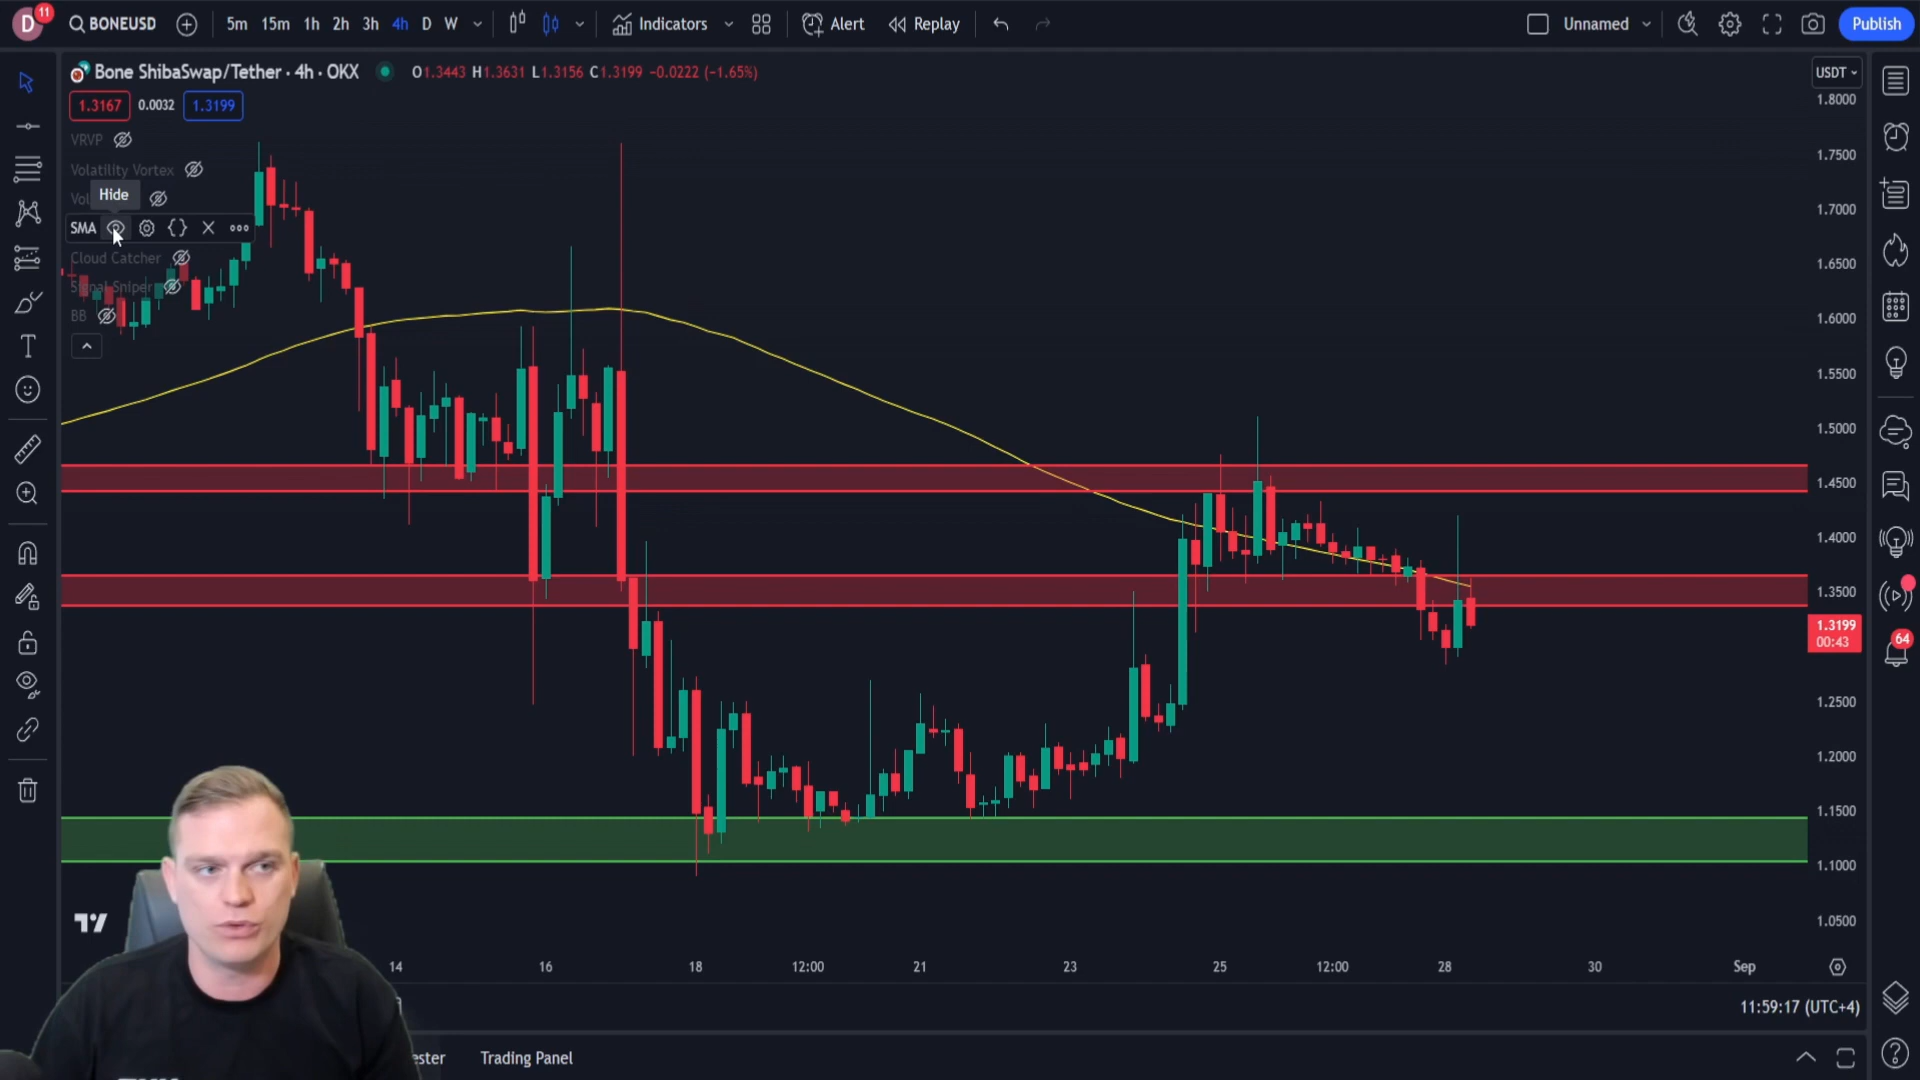 D 11 BONEUSD 5m 15m 1h 2h 3h 4h D W Indicators Alert Replay Unnamed Publish
Bone ShibaSwap/Tether · 4h · OKX O1.3443 H1.3631 L1.3156 C1.3199 −0.0222 (−1.65%) USDT
1.3167 0.0032 1.3199
VRVP
Volatility Vortex
Vol
Hide
SMA
Cloud Catcher
Signal Sniper
BB
1.8000
1.7500
1.7000
1.6500
1.6000
1.5500
1.5000
1.4500
1.4000
1.3500
1.3199
00:43
1.2500
1.2000
1.1500
1.1000
1.0500
64
14 16 18 12:00 21 23 25 12:00 28 30 Sep
11:59:17 (UTC+4)
ester Trading Panel